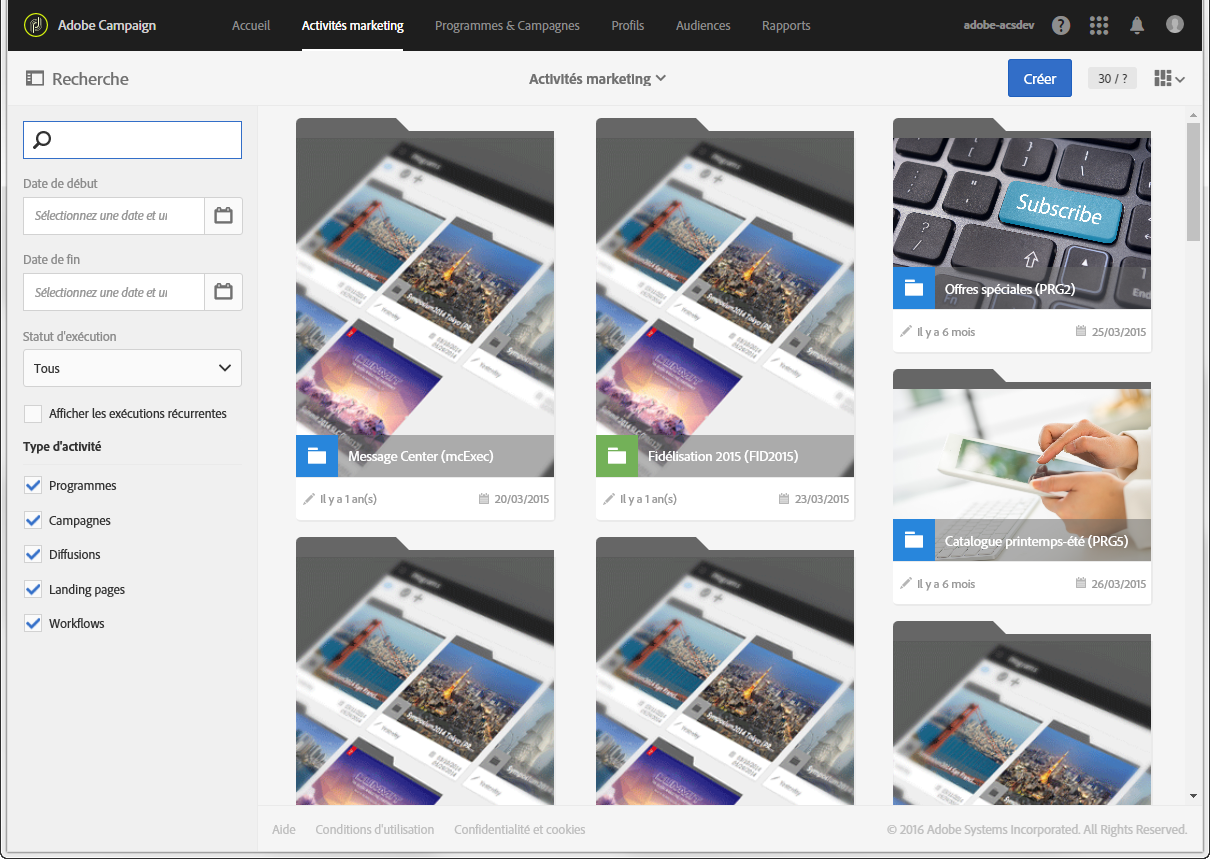 Adobe Campaign
Accueil
Activités marketing
Programmes & Campagnes
Profils
Audiences
Rapports
adobe-acsdev
?
Recherche
Activités marketing
Créer
30 / ?
Date de début
Sélectionnez une date et ur
Date de fin
Sélectionnez une date et ur
Statut d'exécution
Tous
Afficher les exécutions récurrentes
Type d'activité
Programmes
Campagnes
Diffusions
Landing pages
Workflows
Message Center (mcExec)
Il y a 1 an(s)
20/03/2015
Fidélisation 2015 (FID2015)
Il y a 1 an(s)
23/03/2015
Subscribe
Offres spéciales (PRG2)
Il y a 6 mois
25/03/2015
Catalogue printemps-été (PRG5)
Il y a 6 mois
26/03/2015
Aide
Conditions d'utilisation
Confidentialité et cookies
© 2016 Adobe Systems Incorporated. All Rights Reserved.